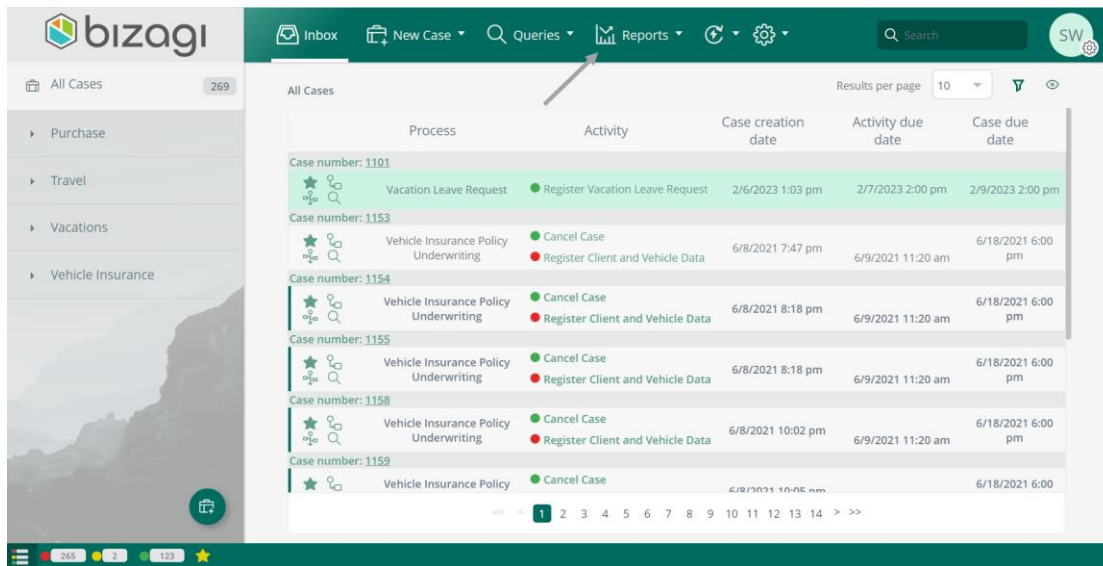 bizagi
Inbox New Case Queries Reports Search SW
All Cases 269
Purchase
Travel
Vacations
Vehicle Insurance
All Cases Results per page 10
Process Activity Case creation date Activity due date Case due date
Case number: 1101
Vacation Leave Request Register Vacation Leave Request 2/6/2023 1:03 pm 2/7/2023 2:00 pm 2/9/2023 2:00 pm
Case number: 1153
Vehicle Insurance Policy Underwriting Cancel Case 6/8/2021 7:47 pm 6/18/2021 6:00 pm
Register Client and Vehicle Data 6/9/2021 11:20 am
Case number: 1154
Vehicle Insurance Policy Underwriting Cancel Case 6/8/2021 8:18 pm 6/18/2021 6:00 pm
Register Client and Vehicle Data 6/9/2021 11:20 am
Case number: 1155
Vehicle Insurance Policy Underwriting Cancel Case 6/8/2021 8:18 pm 6/18/2021 6:00 pm
Register Client and Vehicle Data 6/9/2021 11:20 am
Case number: 1158
Vehicle Insurance Policy Underwriting Cancel Case 6/8/2021 10:02 pm 6/18/2021 6:00 pm
Register Client and Vehicle Data 6/9/2021 11:20 am
Case number: 1159
Vehicle Insurance Policy Cancel Case 6/8/2021 10:05 pm 6/18/2021 6:00
<< < 1 2 3 4 5 6 7 8 9 10 11 12 13 14 > >>
265 2 123